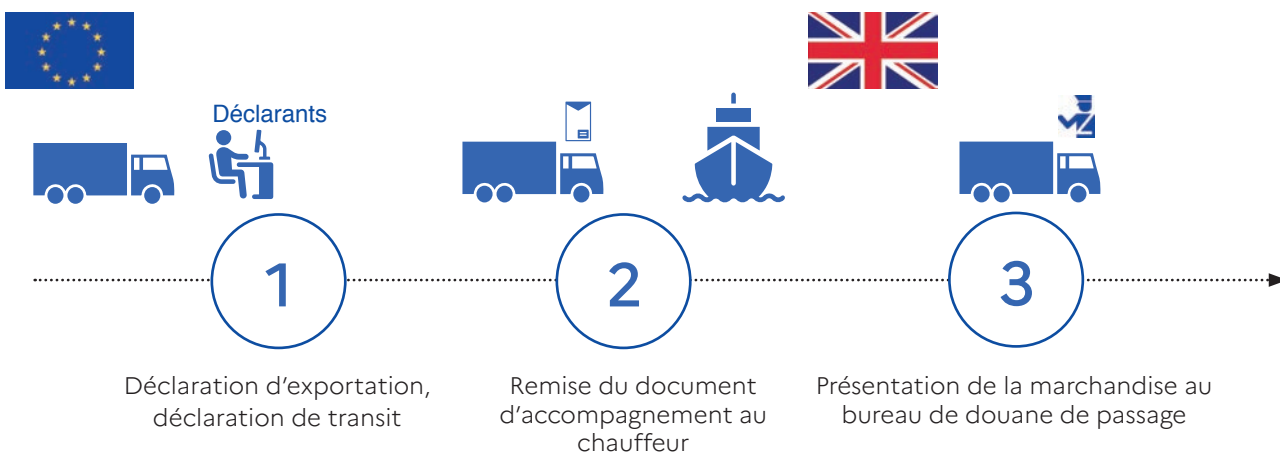 Déclarants
1
2
3
Déclaration d’exportation,
déclaration de transit
Remise du document
d’accompagnement au
chauffeur
Présentation de la marchandise au
bureau de douane de passage